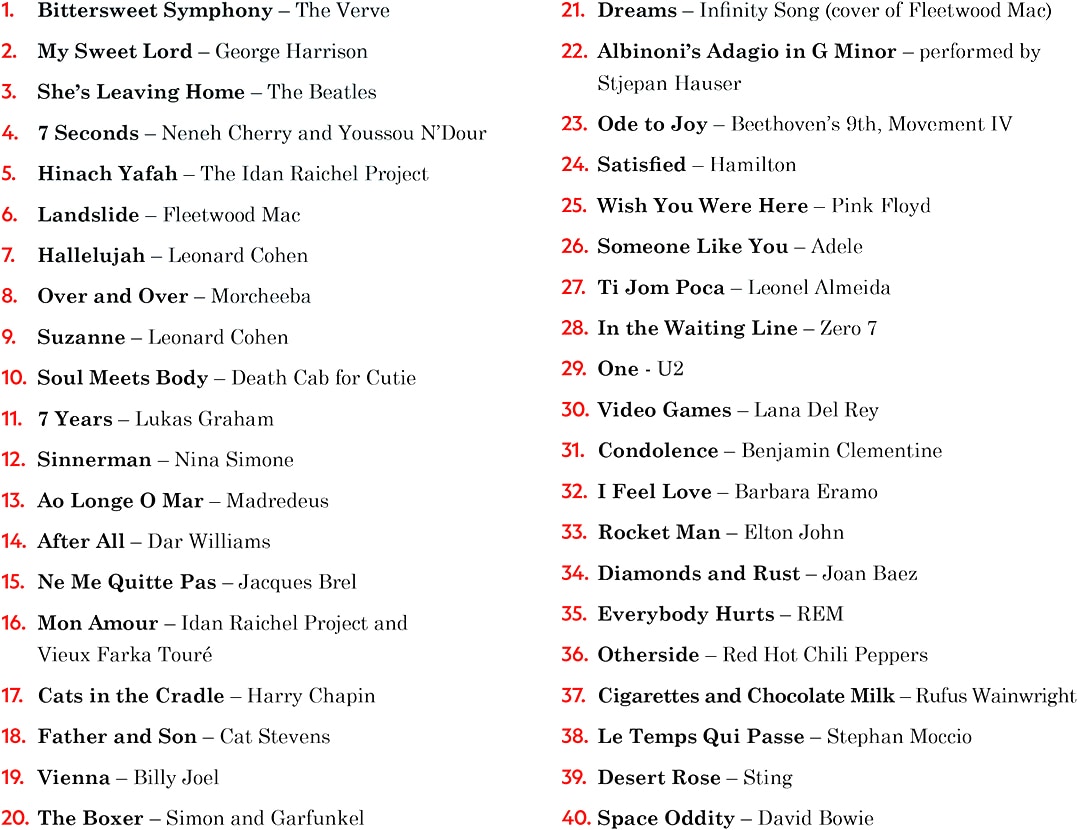 1. Bittersweet Symphony – The Verve
2. My Sweet Lord – George Harrison
3. She's Leaving Home – The Beatles
4. 7 Seconds – Neneh Cherry and Youssou N'Dour
5. Hinach Yafah – The Idan Raichel Project
6. Landslide – Fleetwood Mac
7. Hallelujah – Leonard Cohen
8. Over and Over – Morcheeba
9. Suzanne – Leonard Cohen
10. Soul Meets Body – Death Cab for Cutie
11. 7 Years – Lukas Graham
12. Sinnerman – Nina Simone
13. Ao Longe O Mar – Madredeus
14. After All – Dar Williams
15. Ne Me Quitte Pas – Jacques Brel
16. Mon Amour – Idan Raichel Project and
Vieux Farka Touré
17. Cats in the Cradle – Harry Chapin
18. Father and Son – Cat Stevens
19. Vienna – Billy Joel
20. The Boxer – Simon and Garfunkel
21. Dreams – Infinity Song (cover of Fleetwood Mac)
22. Albinoni's Adagio in G Minor – performed by
Stjepan Hauser
23. Ode to Joy – Beethoven's 9th, Movement IV
24. Satisfied – Hamilton
25. Wish You Were Here – Pink Floyd
26. Someone Like You – Adele
27. Ti Jom Poca – Leonel Almeida
28. In the Waiting Line – Zero 7
29. One - U2
30. Video Games – Lana Del Rey
31. Condolence – Benjamin Clementine
32. I Feel Love – Barbara Eramo
33. Rocket Man – Elton John
34. Diamonds and Rust – Joan Baez
35. Everybody Hurts – REM
36. Otherside – Red Hot Chili Peppers
37. Cigarettes and Chocolate Milk – Rufus Wainwright
38. Le Temps Qui Passe – Stephan Moccio
39. Desert Rose – Sting
40. Space Oddity – David Bowie